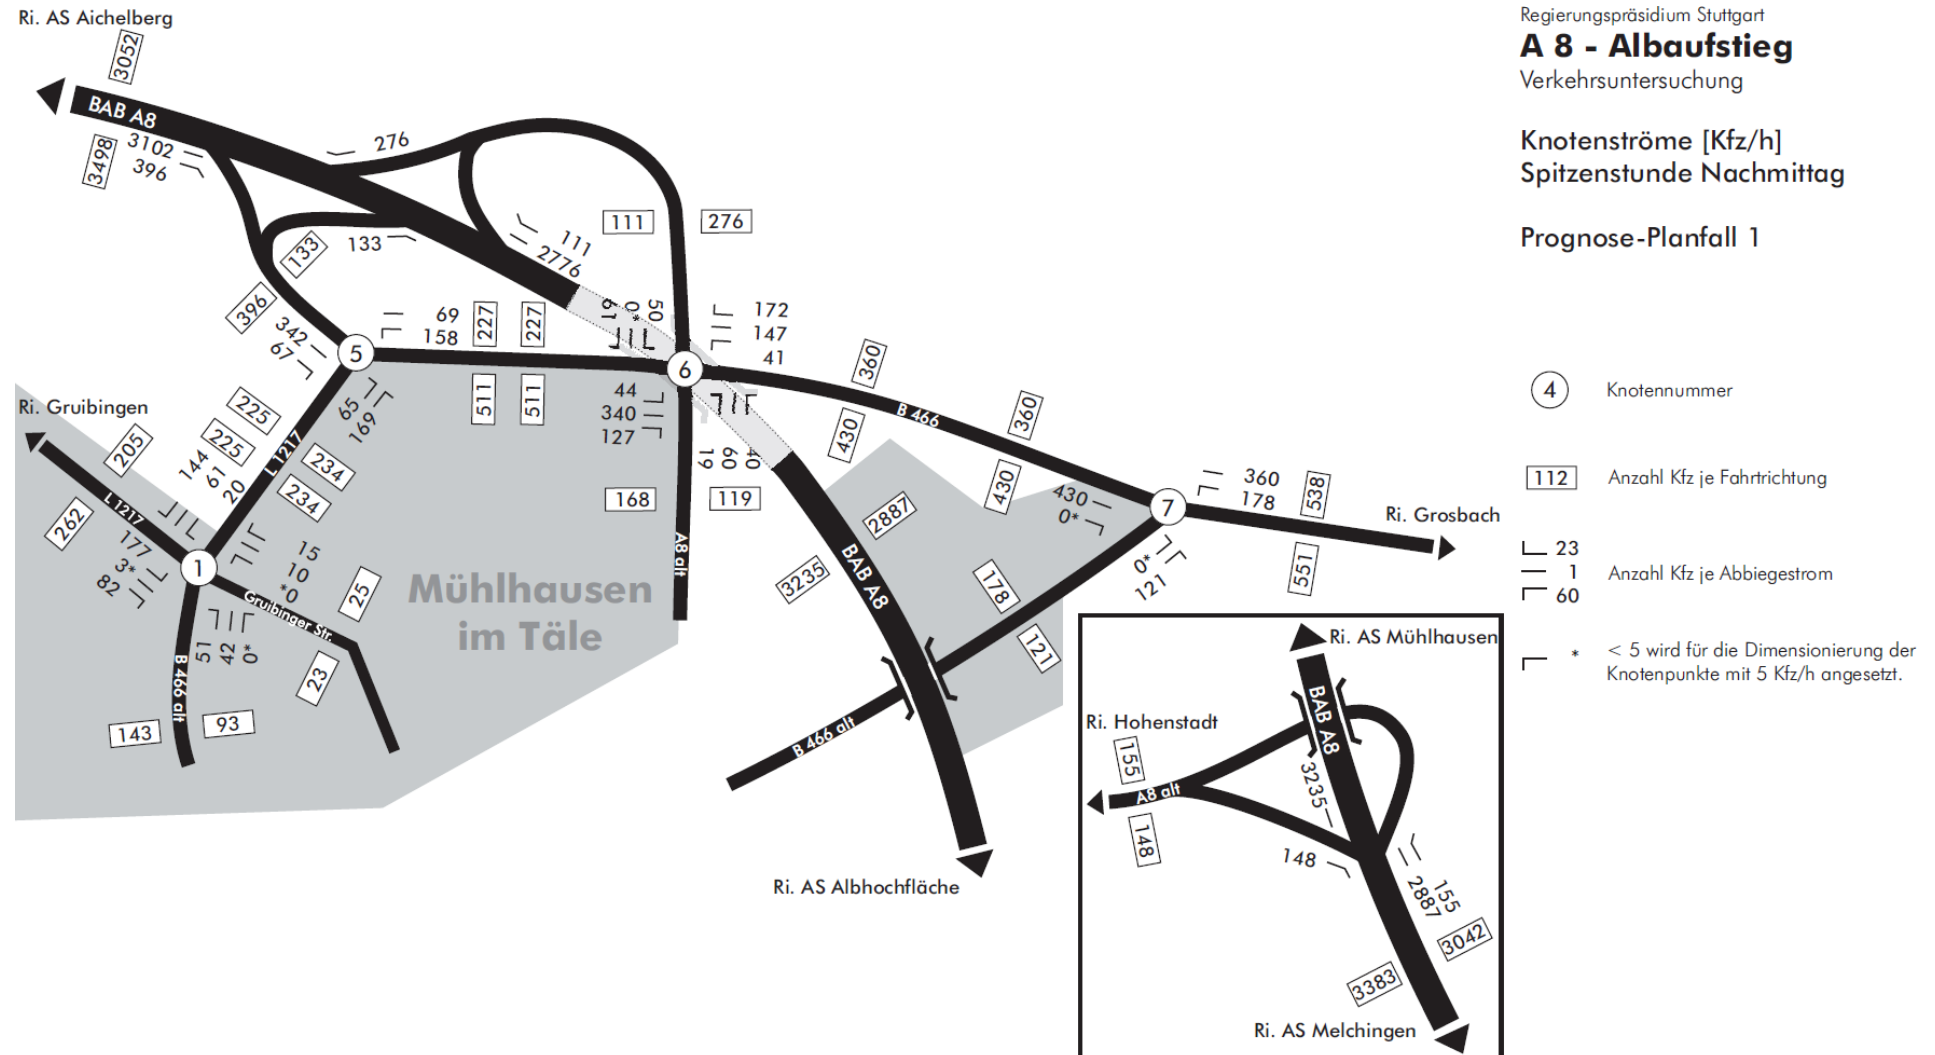 Ri. AS Aichelberg
3052
BAB A8
3498
3102
396
276
133
133
111
2776
111
276
396
342
67
69
158
227
227
61
0*
50
172
147
41
5
6
511
511
44
340
127
360
430
B 466
360
430
Ri. Gruibingen
205
225
225
144
61
20
L 1217
65
169
234
234
262
L 1217
177
3*
82
1
15
10
*0
Gruibinger Str.
25
23
51
42
0*
B 466 alt
143
93
Mühlhausen
im Täle
19
60
40
168
119
A8 alt
2887
3235
BAB A8
430
0*
7
360
178
538
551
Ri. Grosbach
0*
121
178
121
B 466 alt
Ri. AS Albhochfläche
Ri. AS Mühlhausen
BAB A8
Ri. Hohenstadt
155
A8 alt
148
3235
148
155
2887
3042
3383
Ri. AS Melchingen
Regierungspräsidium Stuttgart
A 8 - Albaufstieg
Verkehrsuntersuchung
Knotenströme [Kfz/h]
Spitzenstunde Nachmittag
Prognose-Planfall 1
4 Knotennummer
112 Anzahl Kfz je Fahrtrichtung
23
1 Anzahl Kfz je Abbiegestrom
60
* < 5 wird für die Dimensionierung der
Knotenpunkte mit 5 Kfz/h angesetzt.